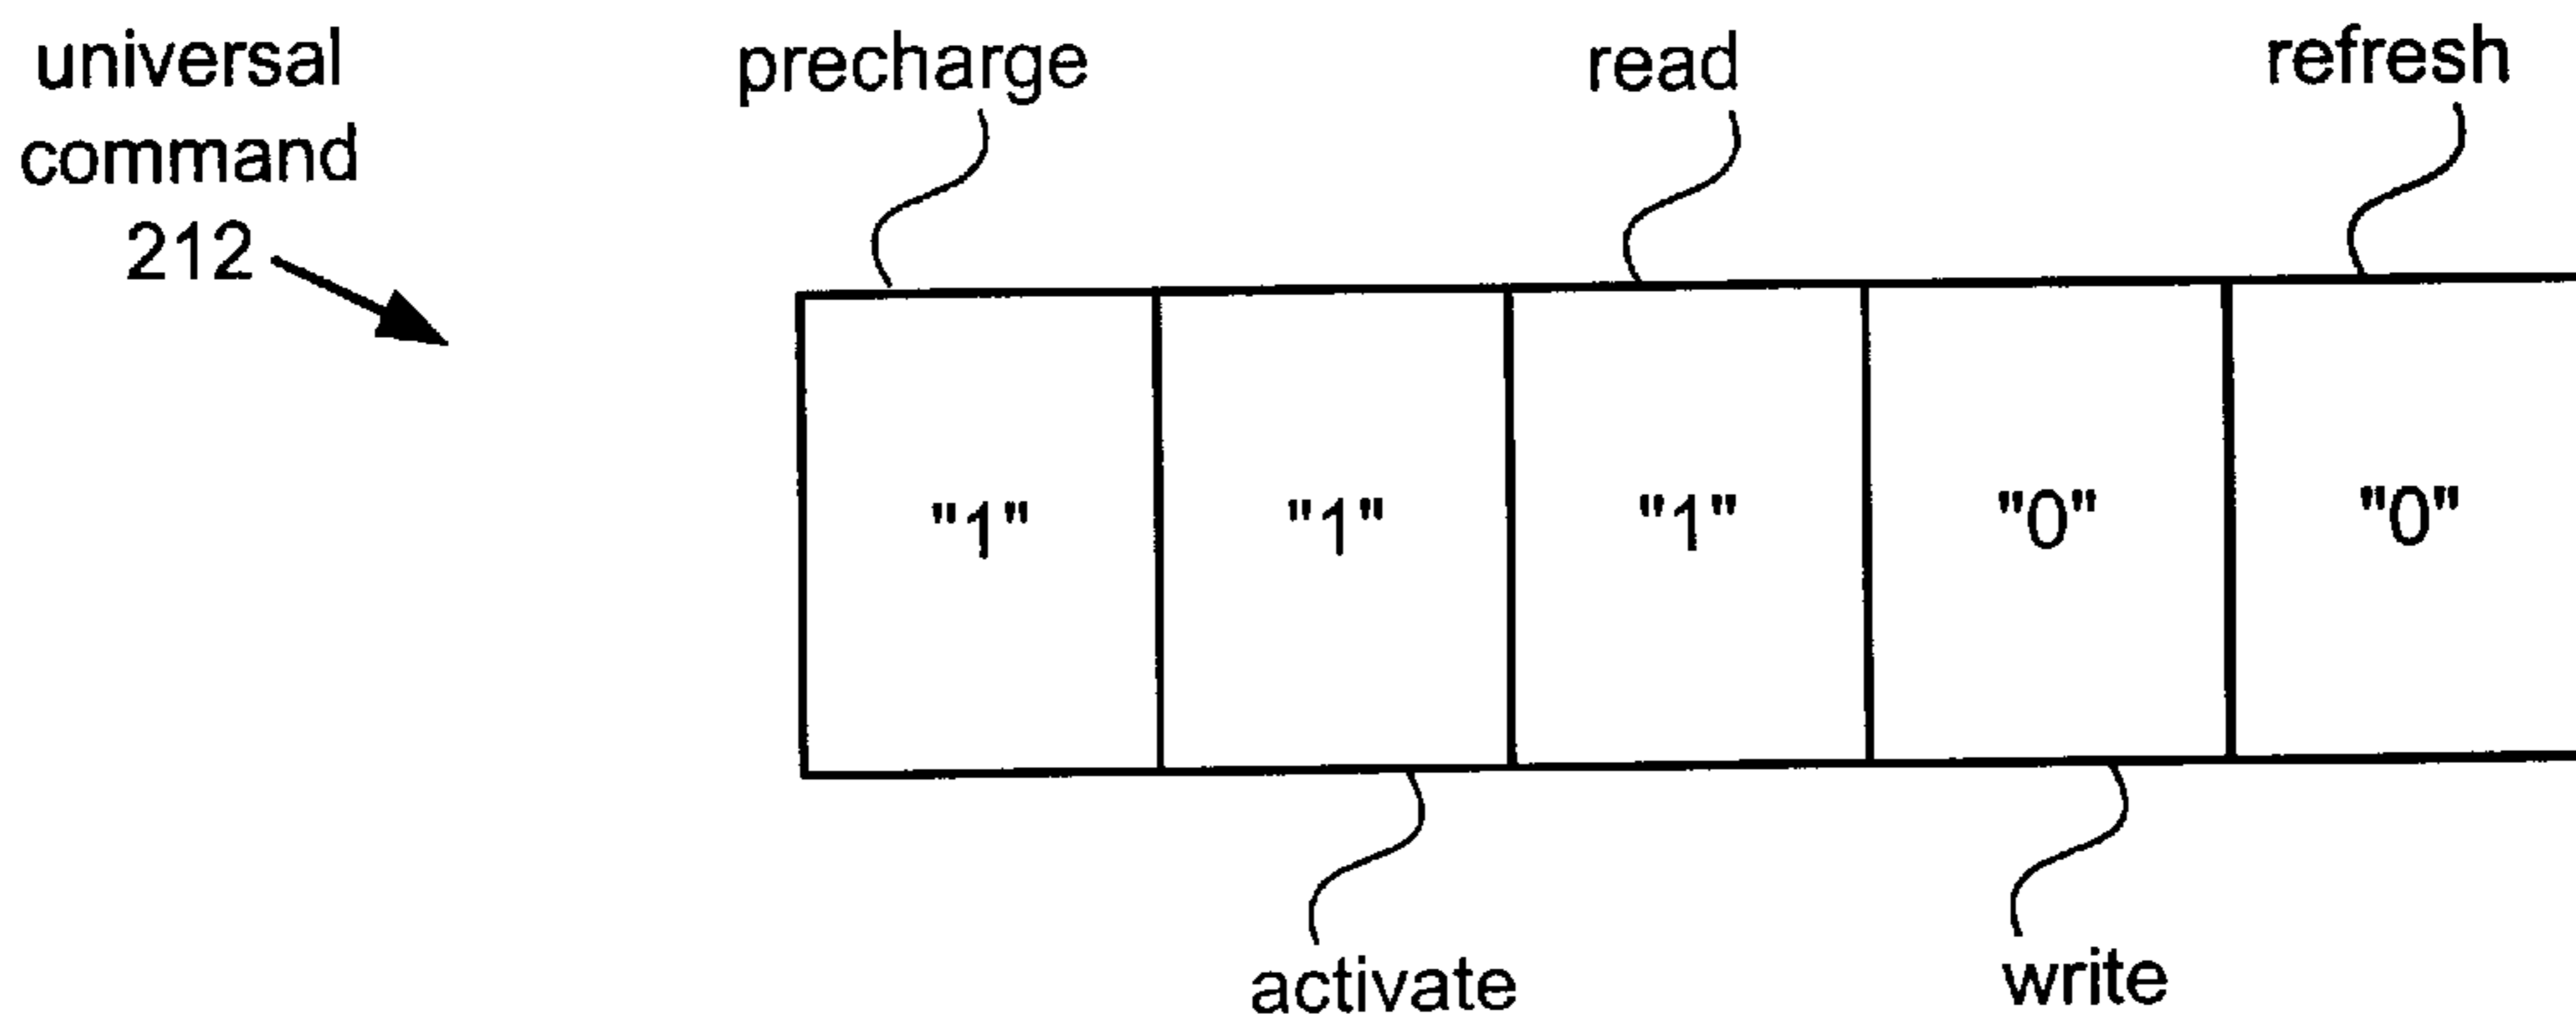 universal
command
212
precharge
read
refresh
"1"
"1"
"1"
"0"
"0"
activate
write